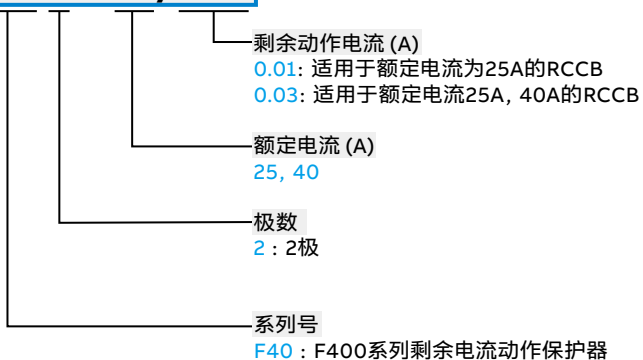 剩余动作电流 (A)
0.01: 适用于额定电流为25A的RCCB
0.03: 适用于额定电流25A, 40A的RCCB
额定电流 (A)
25, 40
极数
2 : 2极
系列号
F40 : F400系列剩余电流动作保护器